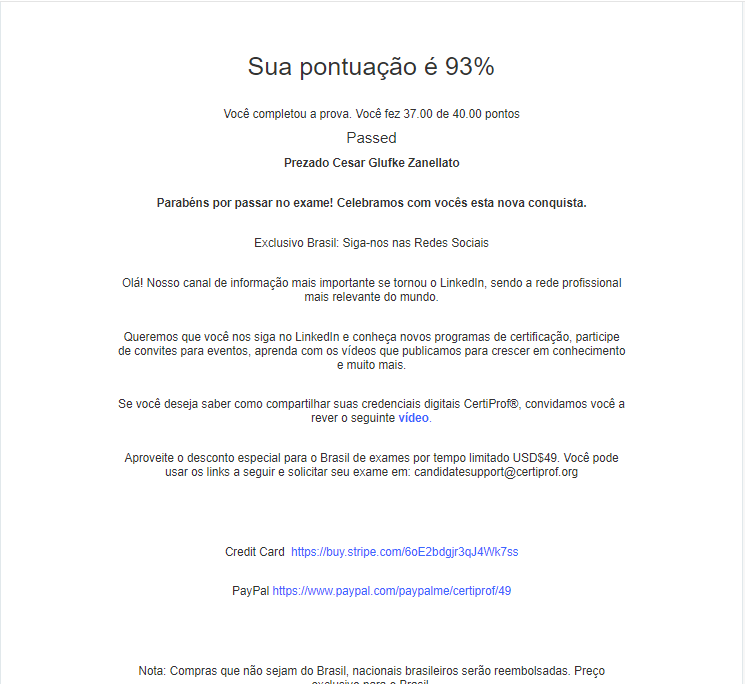 Sua pontuação é 93%
Você completou a prova. Você fez 37.00 de 40.00 pontos
Passed
Prezado Cesar Glufke Zanellato
Parabéns por passar no exame! Celebramos com vocês esta nova conquista.
Exclusivo Brasil: Siga-nos nas Redes Sociais
Olá! Nosso canal de informação mais importante se tornou o LinkedIn, sendo a rede profissional
mais relevante do mundo.
Queremos que você nos siga no LinkedIn e conheça novos programas de certificação, participe
de convites para eventos, aprenda com os vídeos que publicamos para crescer em conhecimento
e muito mais.
Se você deseja saber como compartilhar suas credenciais digitais CertiProf®, convidamos você a
rever o seguinte vídeo.
Aproveite o desconto especial para o Brasil de exames por tempo limitado USD$49. Você pode
usar os links a seguir e solicitar seu exame em: candidatesupport@certiprof.org
Credit Card https://buy.stripe.com/6oE2bdgjr3qJ4Wk7ss
PayPal https://www.paypal.com/paypalme/certiprof/49
Nota: Compras que não sejam do Brasil, nacionais brasileiros serão reembolsadas. Preço
exclusivo para o Brasil